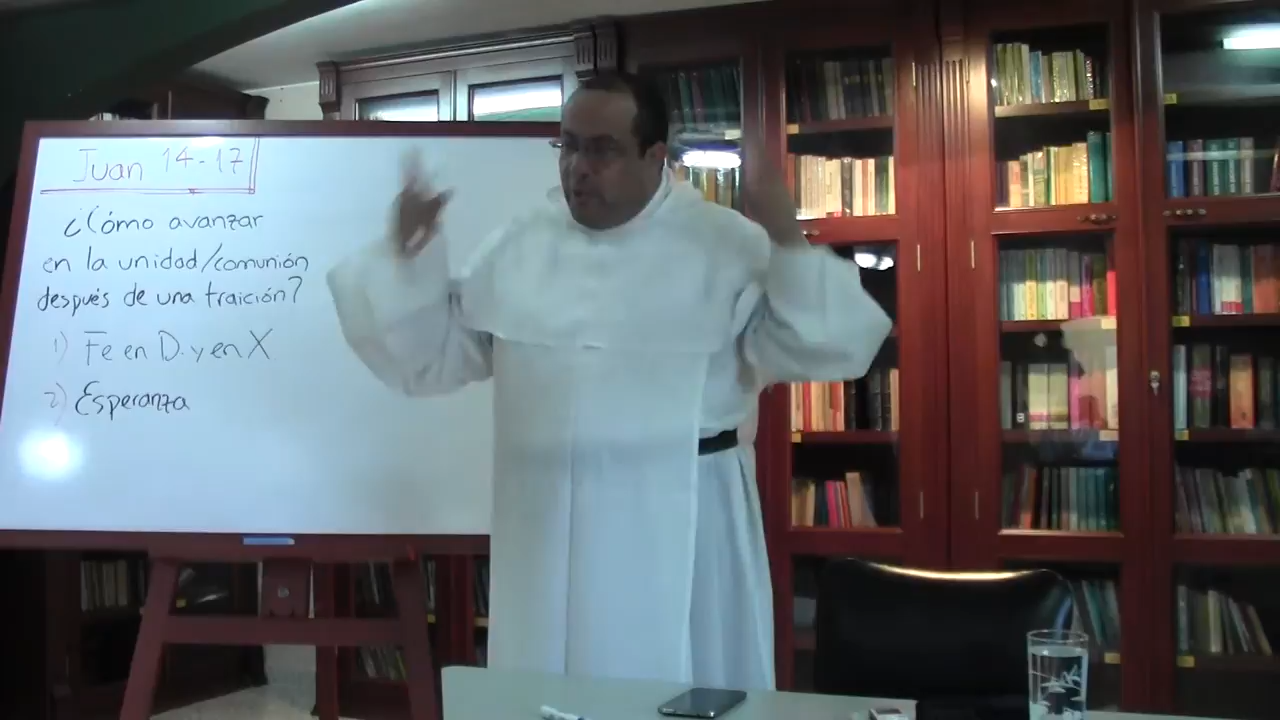 Juan 14-17
¿Cómo avanzar
en la unidad/comunión
después de una traición?
1) Fe en D. y en X
2) Esperanza